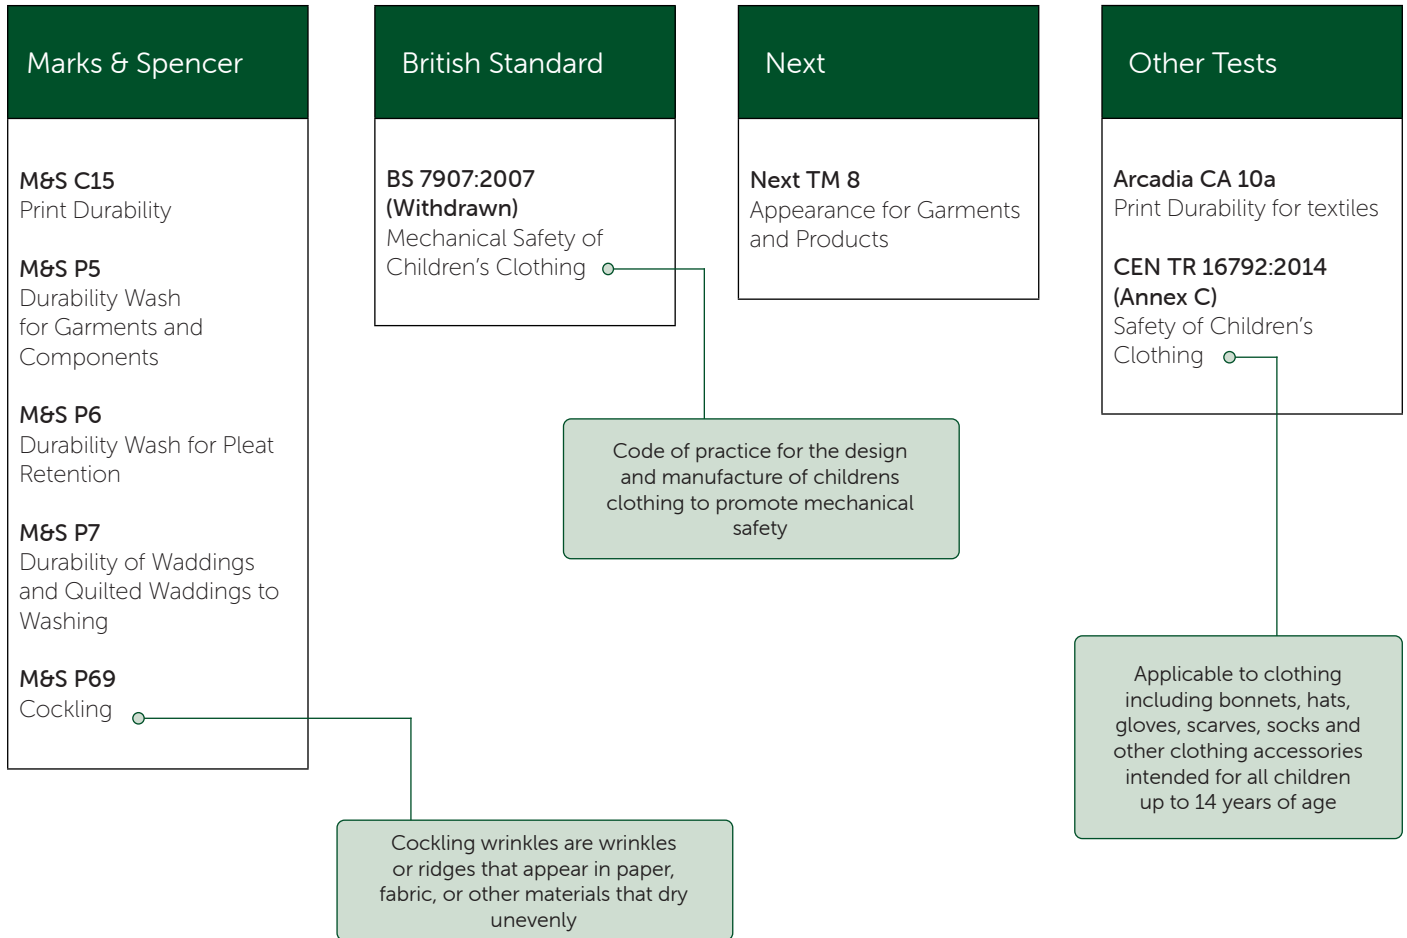 Marks & Spencer
M&S C15
Print Durability
M&S P5
Durability Wash
for Garments and
Components
M&S P6
Durability Wash for Pleat
Retention
M&S P7
Durability of Waddings
and Quilted Waddings to
Washing
M&S P69
Cockling
Cockling wrinkles are wrinkles
or ridges that appear in paper,
fabric, or other materials that dry
unevenly
British Standard
BS 7907:2007
(Withdrawn)
Mechanical Safety of
Children’s Clothing
Code of practice for the design
and manufacture of childrens
clothing to promote mechanical
safety
Next
Next TM 8
Appearance for Garments
and Products
Other Tests
Arcadia CA 10a
Print Durability for textiles
CEN TR 16792:2014
(Annex C)
Safety of Children’s
Clothing
Applicable to clothing
including bonnets, hats,
gloves, scarves, socks and
other clothing accessories
intended for all children
up to 14 years of age